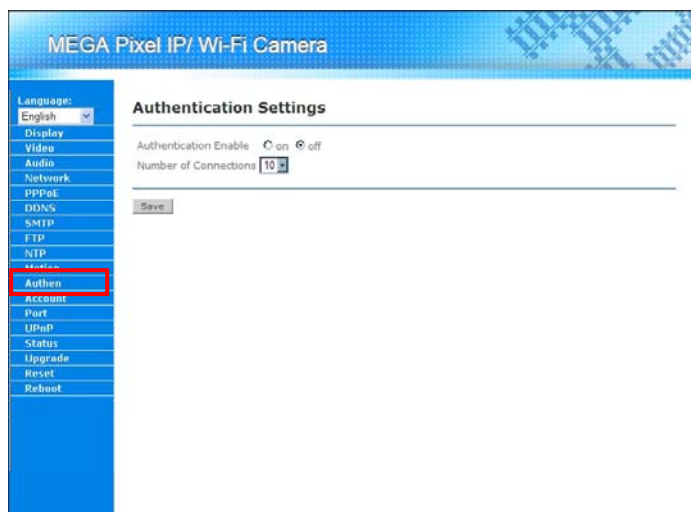 MEGA Pixel IP/ Wi-Fi Camera
Language:
English
Display
Video
Audio
Network
PPPoE
DDNS
SMTP
FTP
NTP
Motion
Authen
Account
Port
UPnP
Status
Upgrade
Reset
Reboot
Authentication Settings
Authentication Enable on off
Number of Connections 10
Save